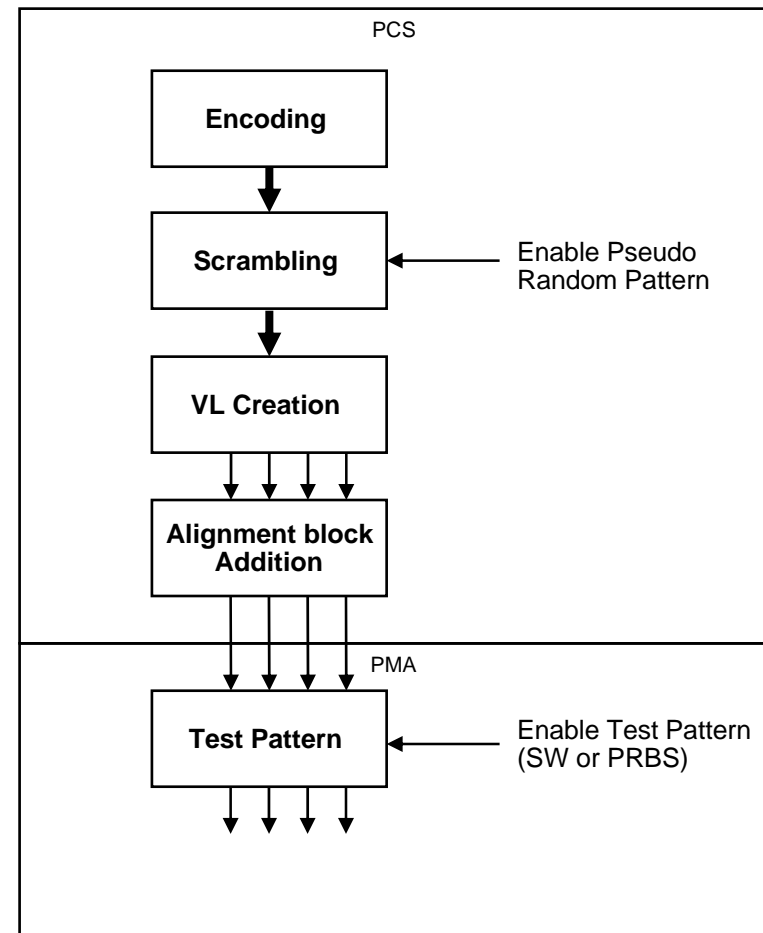 PCS
Encoding
Scrambling
Enable Pseudo
Random Pattern
VL Creation
Alignment block
Addition
PMA
Test Pattern
Enable Test Pattern
(SW or PRBS)